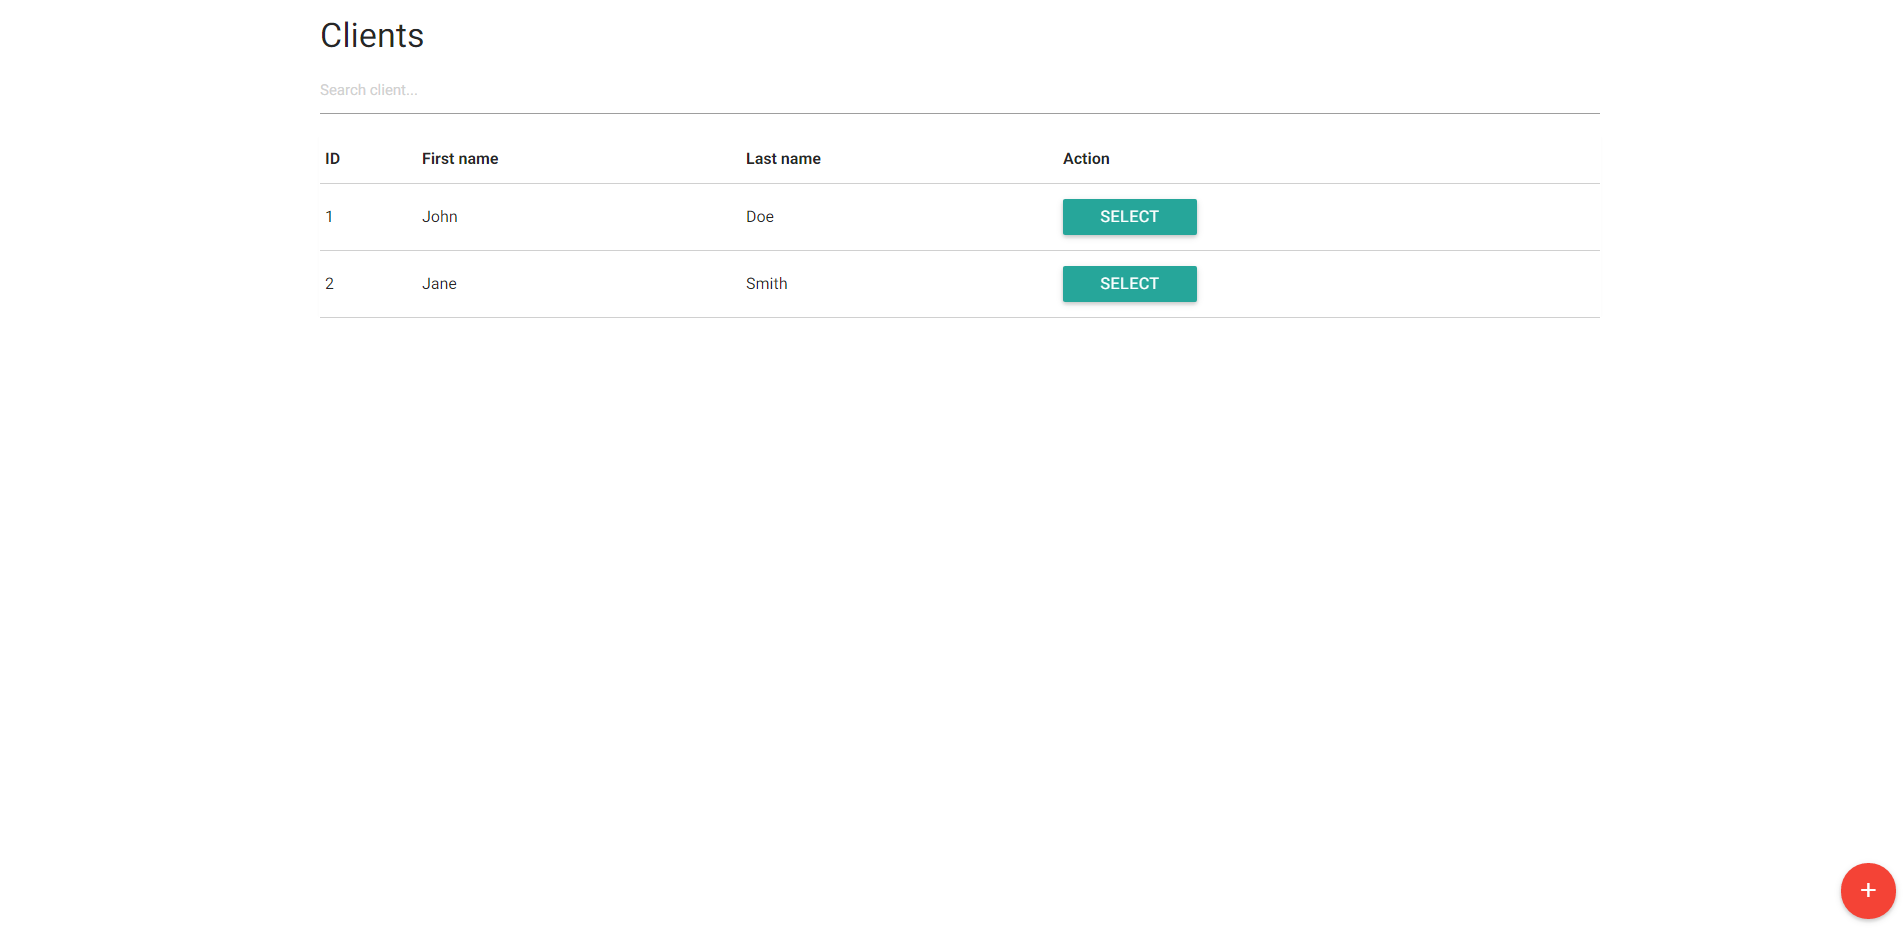 Clients
Search client...
ID First name Last name Action
1 John Doe SELECT
2 Jane Smith SELECT
+